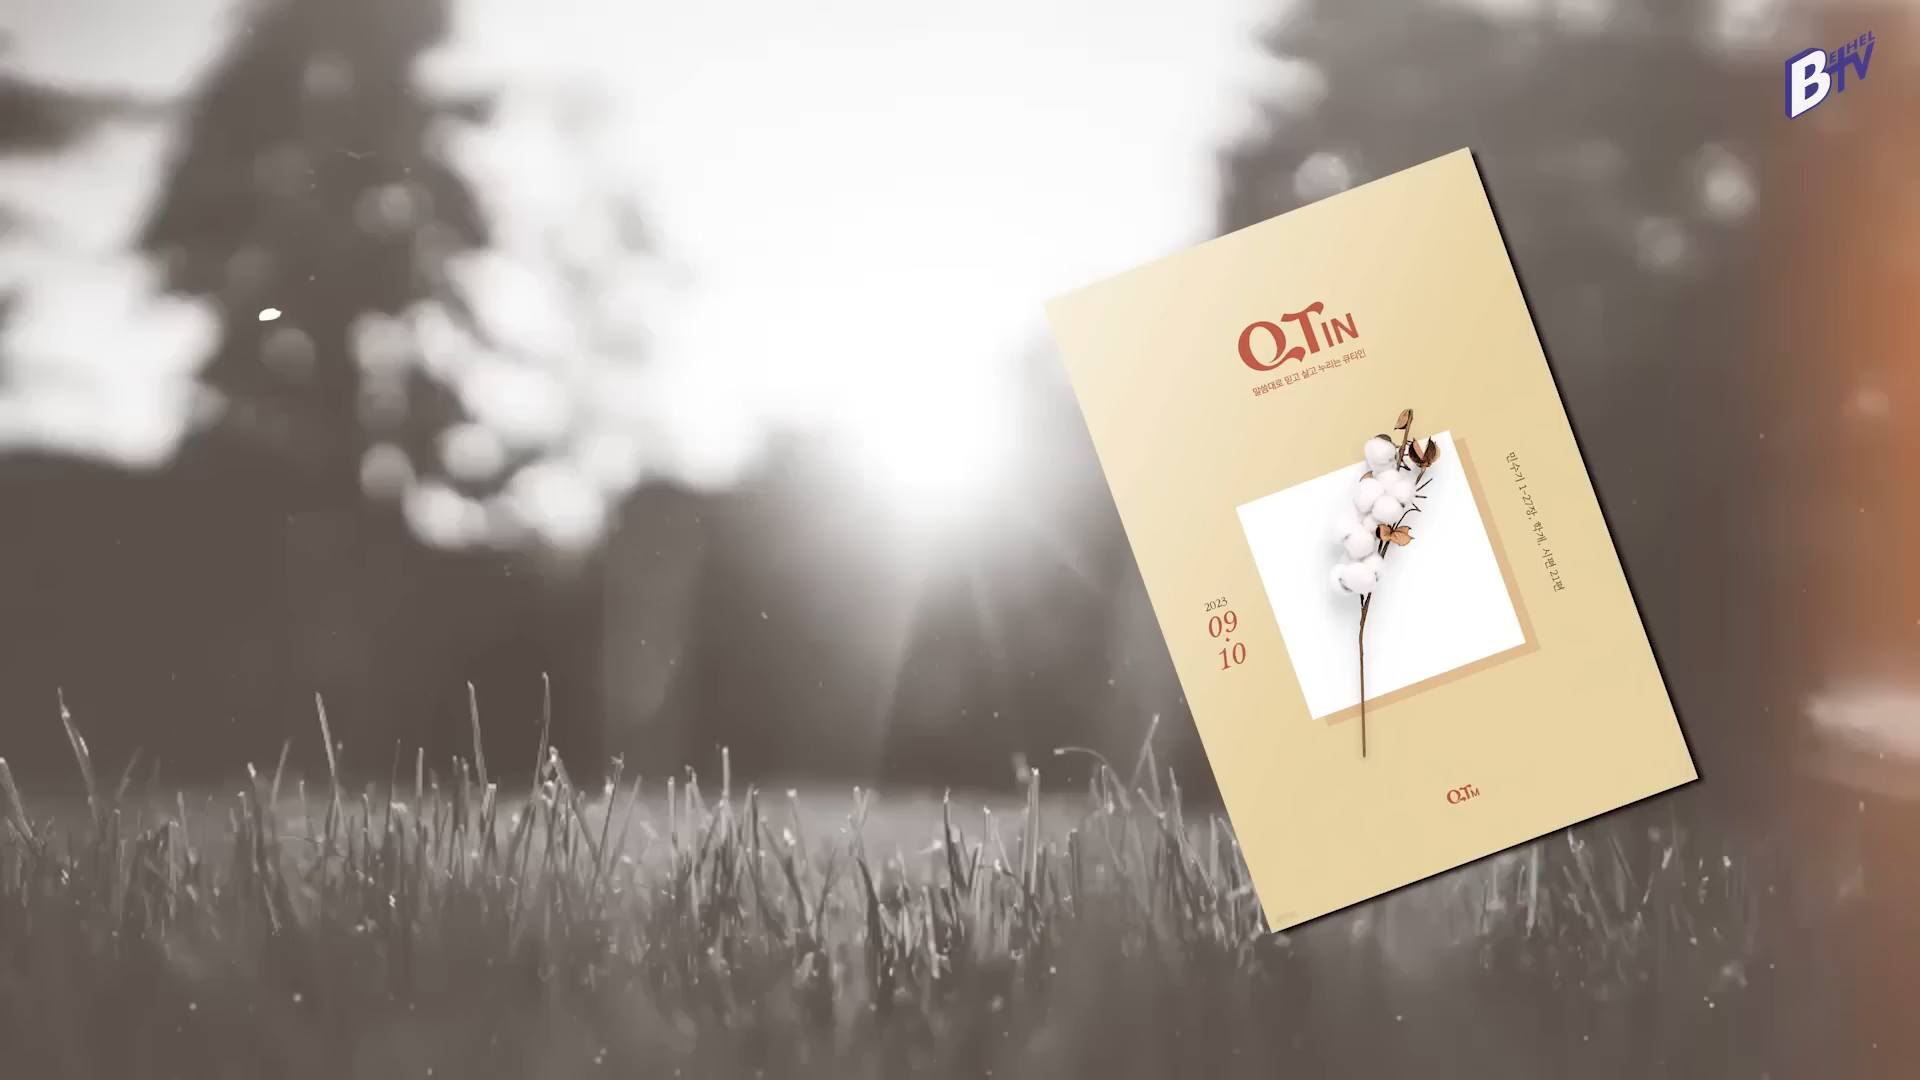 BETHEL
TV
QTIN
말씀대로 믿고 살고 누리는 큐티인
민수기 1-27장, 학개, 시편 21편
2023
09
10
QTM